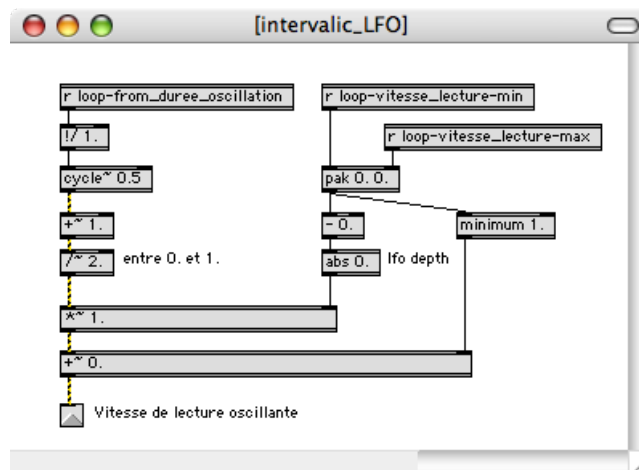 [intervalic_LFO]
r loop-from_duree_oscillation
r loop-vitesse_lecture-min
!/ 1.
r loop-vitesse_lecture-max
cycle~ 0.5
pak 0. 0.
+~ 1.
- 0.
minimum 1.
/~ 2.
entre 0. et 1.
abs 0.
lfo depth
*~ 1.
+~ 0.
Vitesse de lecture oscillante